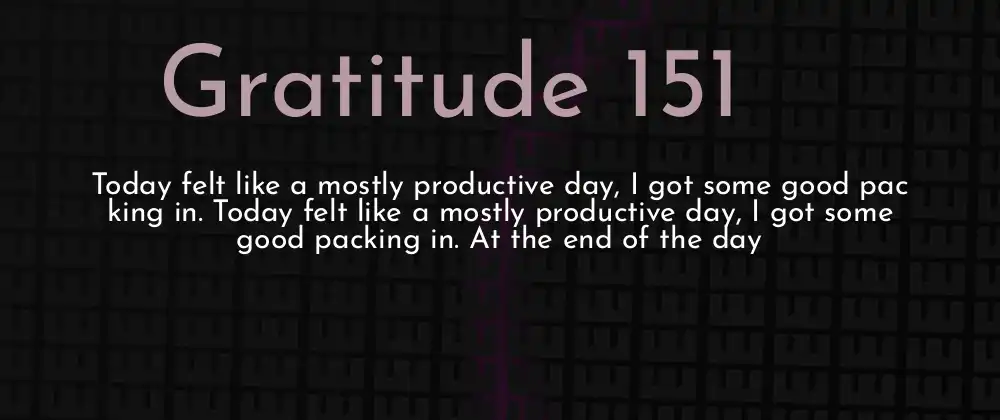 Gratitude 151
Today felt like a mostly productive day, I got some good pac
king in. Today felt like a mostly productive day, I got some
good packing in. At the end of the day